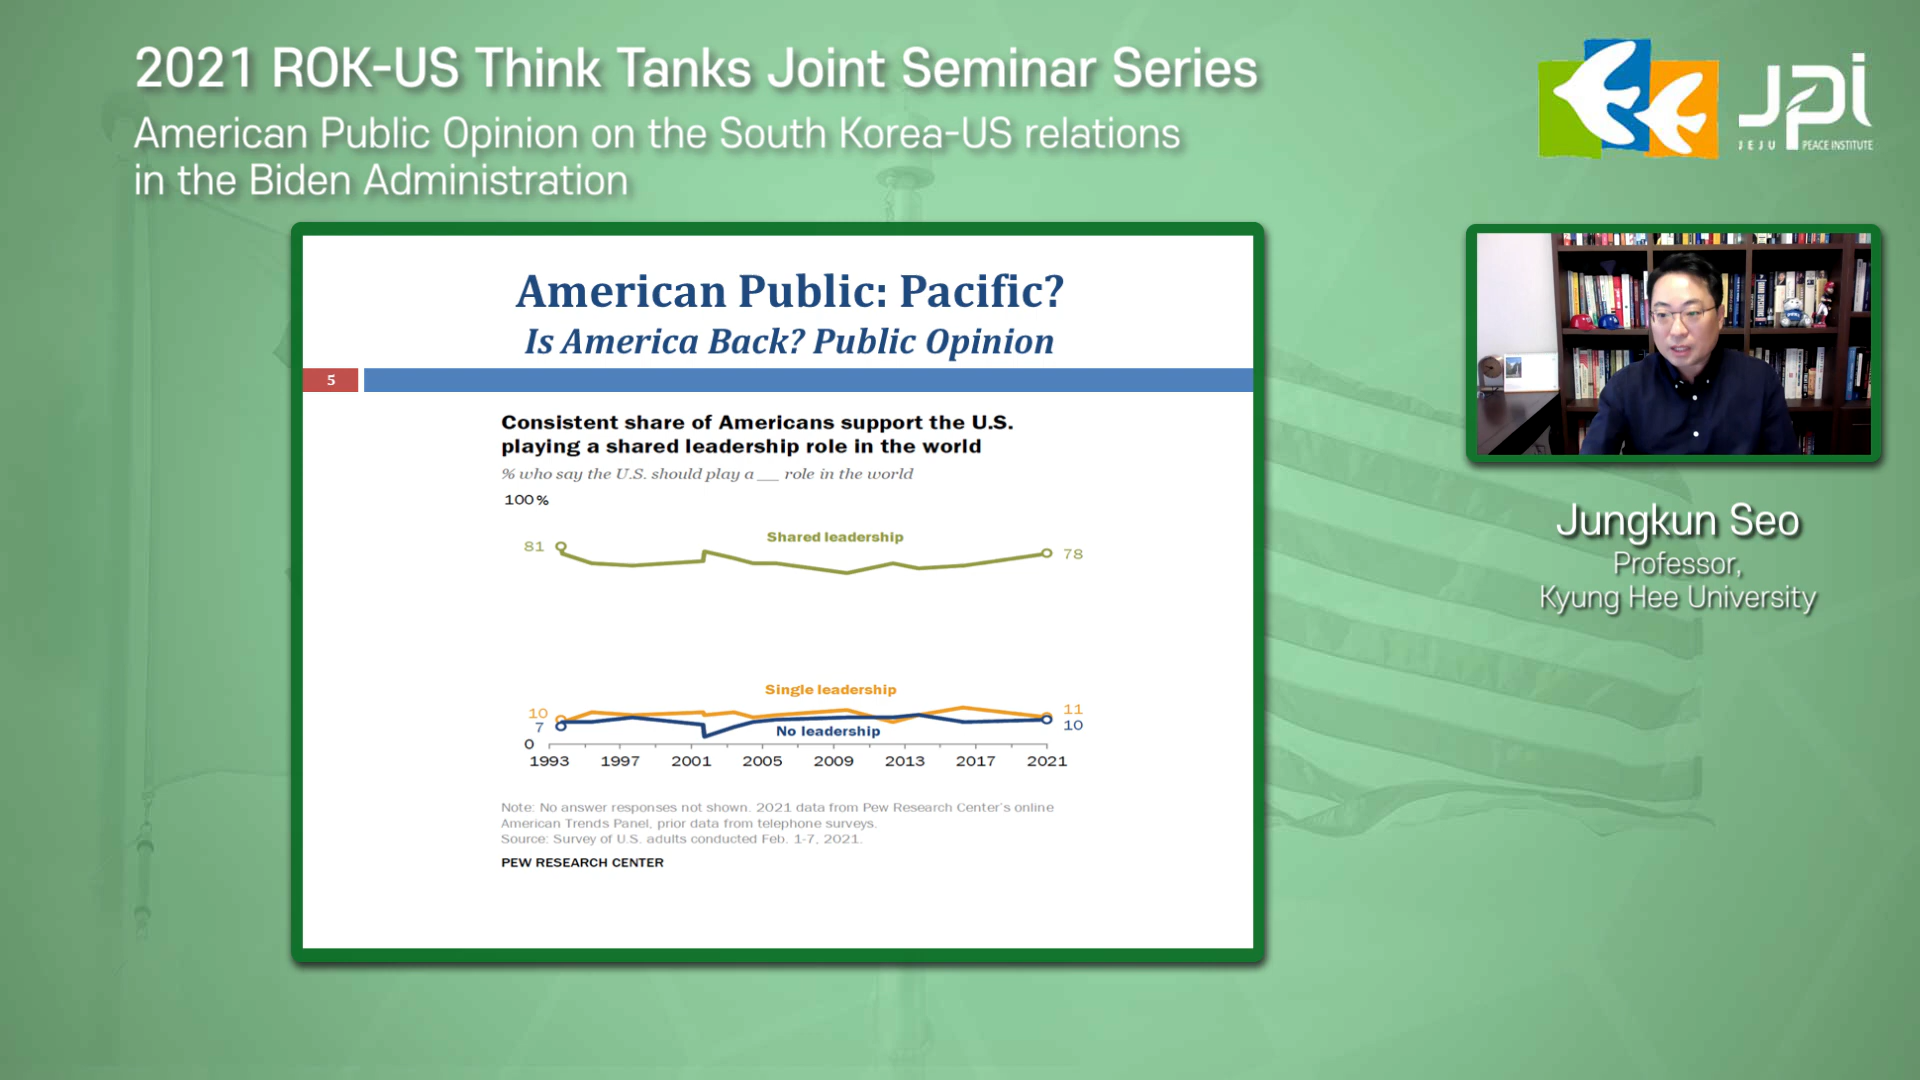 2021 ROK-US Think Tanks Joint Seminar Series
American Public Opinion on the South Korea-US relations
in the Biden Administration
JPI
JEJU PEACE INSTITUTE
American Public: Pacific?
Is America Back? Public Opinion
5
Consistent share of Americans support the U.S.
playing a shared leadership role in the world
% who say the U.S. should play a ___ role in the world
100%
Shared leadership
81
78
Single leadership
10
11
7
10
No leadership
0
1993 1997 2001 2005 2009 2013 2017 2021
Note: No answer responses not shown. 2021 data from Pew Research Center's online
American Trends Panel, prior data from telephone surveys.
Source: Survey of U.S. adults conducted Feb. 1-7, 2021.
PEW RESEARCH CENTER
Jungkun Seo
Professor,
Kyung Hee University